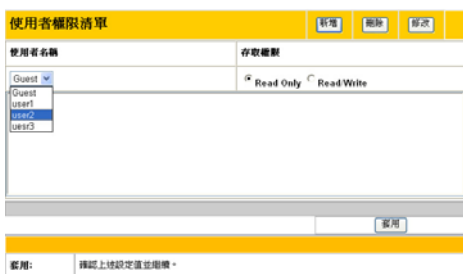 使用者權限清單 新增 刪除 修改
使用者名稱 存取權限
Guest Read Only Read/Write
Guest
user1
user2
uesr3
套用
套用: 確認上述設定值並繼續。